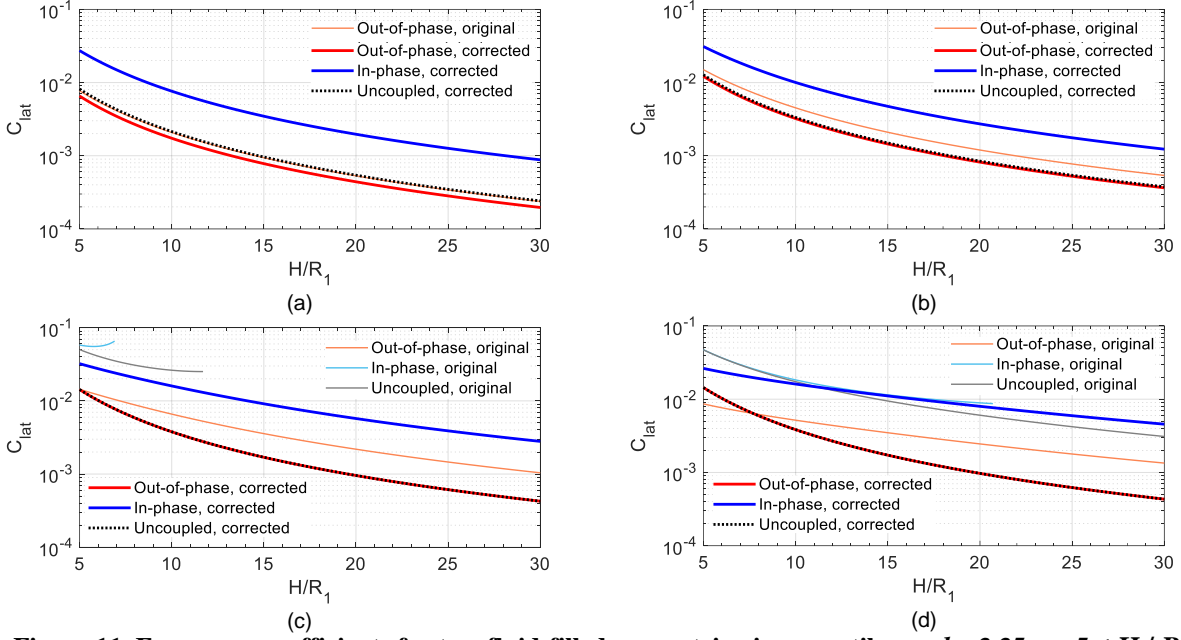 10^-1
10^-2
10^-3
10^-4
C_lat
Out-of-phase, original
Out-of-phase, corrected
In-phase, corrected
Uncoupled, corrected
5 10 15 20 25 30
H/R_1
(a)
10^-1
10^-2
10^-3
10^-4
C_lat
Out-of-phase, original
Out-of-phase, corrected
In-phase, corrected
Uncoupled, corrected
5 10 15 20 25 30
H/R_1
(b)
10^-1
10^-2
10^-3
10^-4
C_lat
Out-of-phase, original
In-phase, original
Uncoupled, original
Out-of-phase, corrected
In-phase, corrected
Uncoupled, corrected
5 10 15 20 25 30
H/R_1
(c)
10^-1
10^-2
10^-3
10^-4
C_lat
Out-of-phase, original
In-phase, original
Uncoupled, original
Out-of-phase, corrected
In-phase, corrected
Uncoupled, corrected
5 10 15 20 25 30
H/R_1
(d)